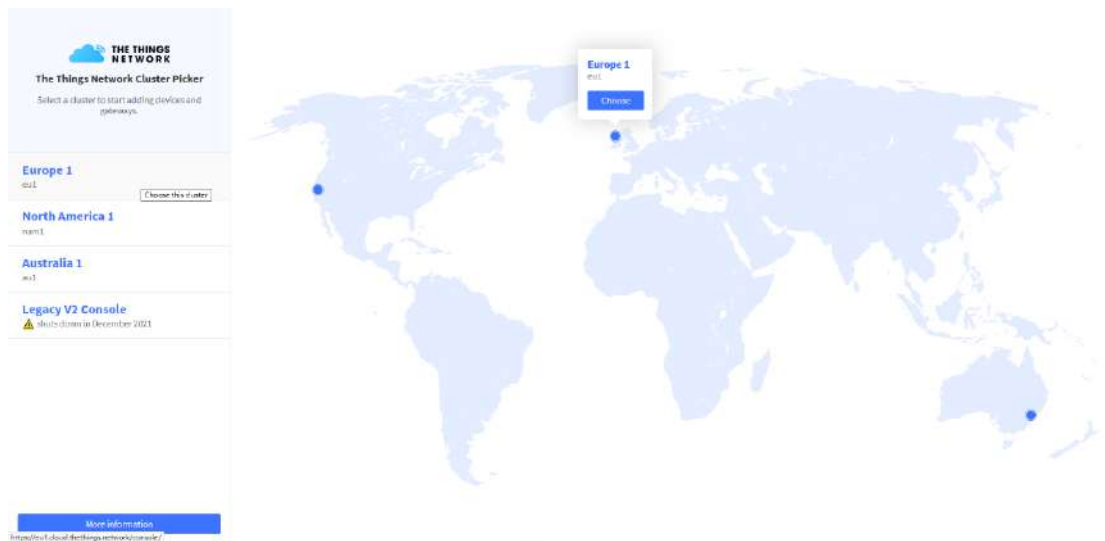 THE THINGS
NETWORK
The Things Network Cluster Picker
Select a cluster to start adding devices and
gateways.
Europe 1
eu1
Choose this cluster
North America 1
nam1
Australia 1
au1
Legacy V2 Console
shuts down in December 2021
More information
https://eu1.cloud.thethings.network/console/
Europe 1
eu1
Choose